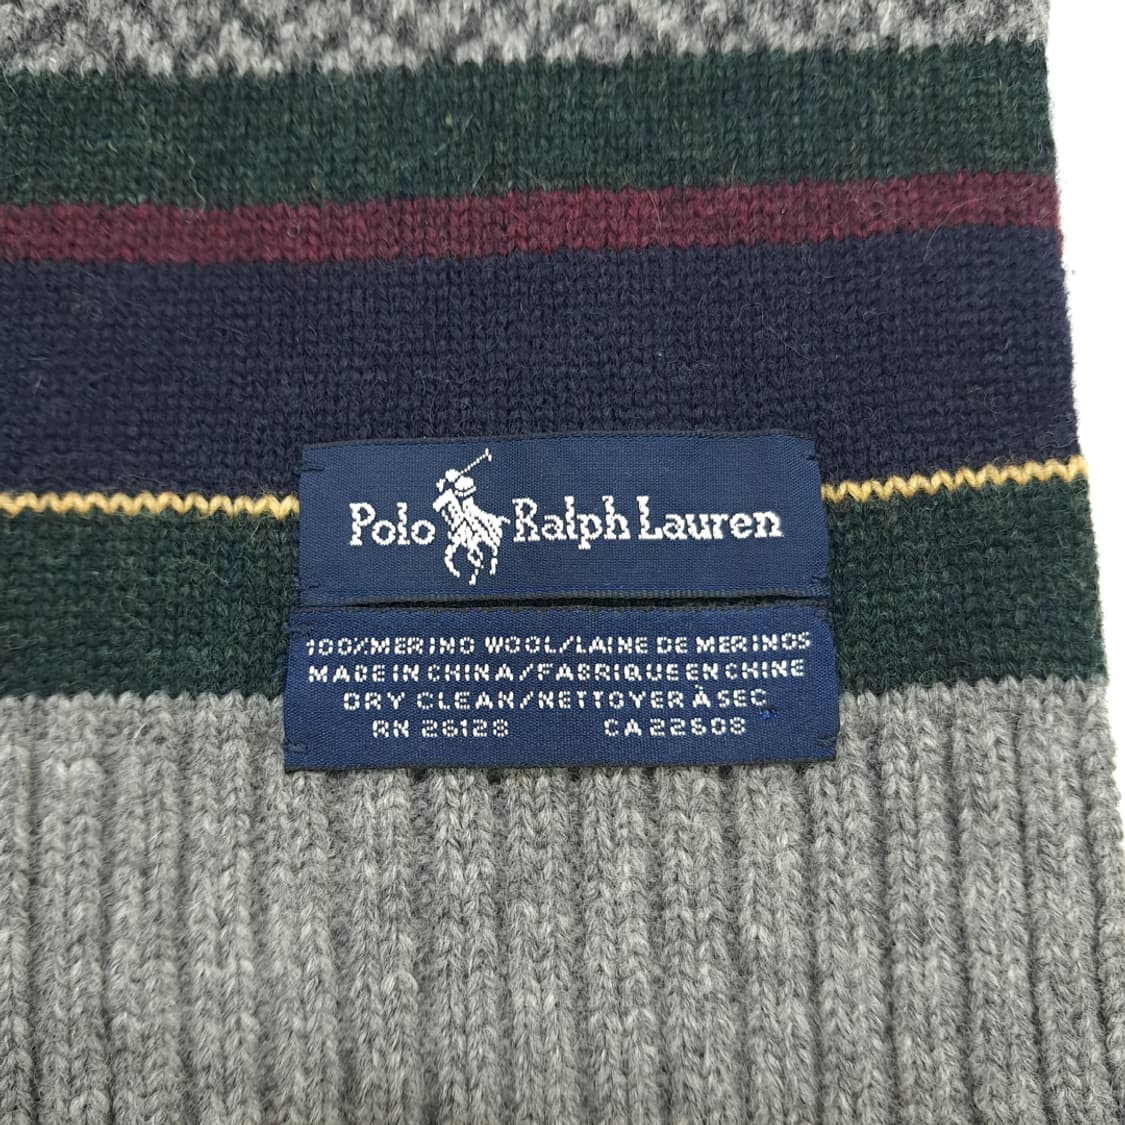 Polo Ralph Lauren
100%MERINO WOOL/LAINE DE MERINOS
MADE IN CHINA/FABRIQUE EN CHINE
DRY CLEAN/NETTOYER À SEC
RN 26128 CA 22508